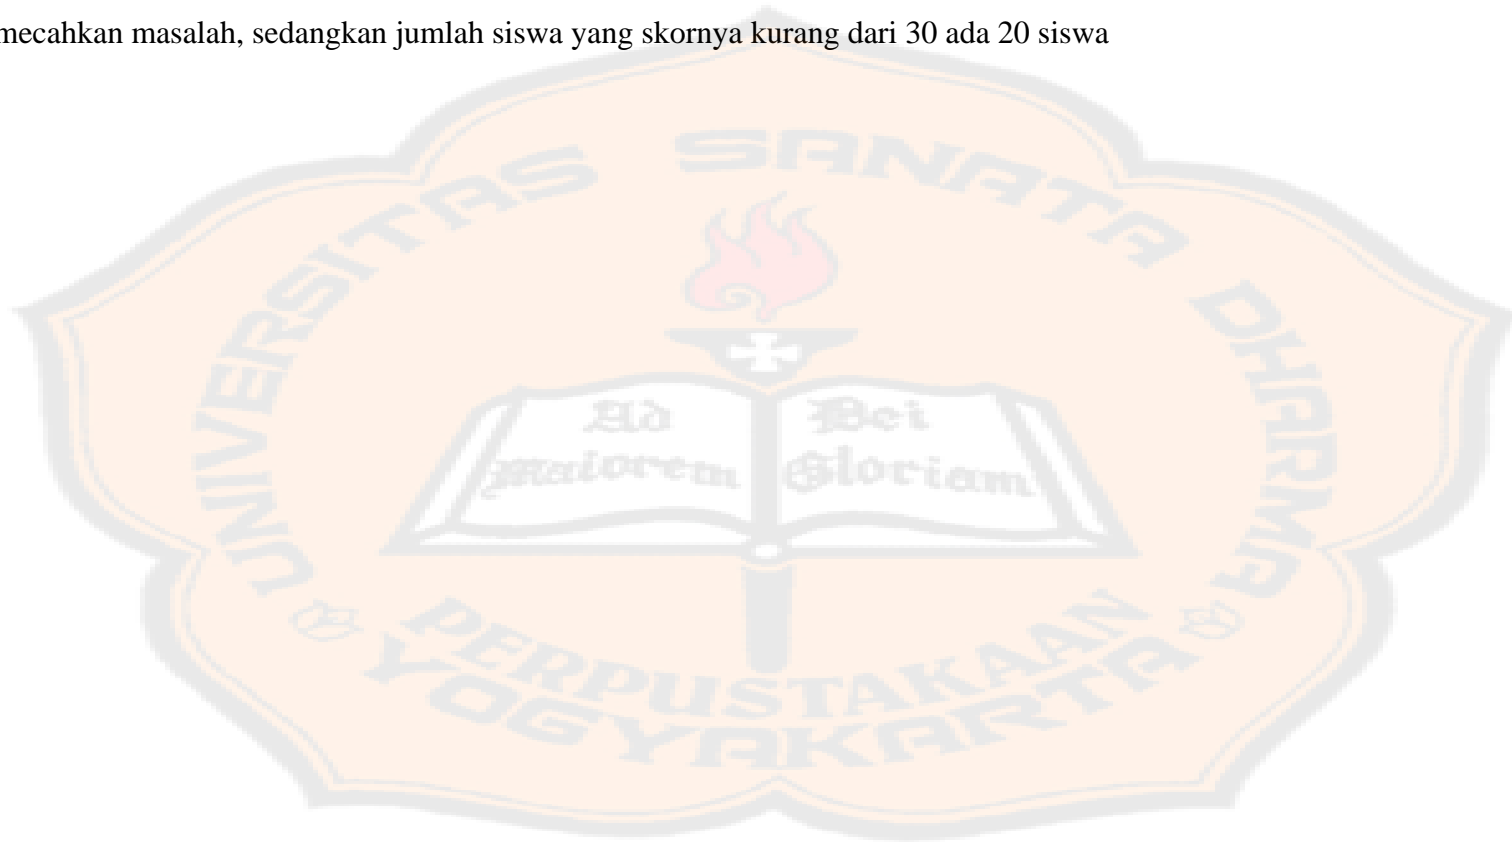 mecahkan masalah, sedangkan jumlah siswa yang skornya kurang dari 30 ada 20 siswa
UNIVERSITAS SANATA DHARMA
Ad Dei
maiorem Gloriam
PERPUSTAKAAN
YOGYAKARTA